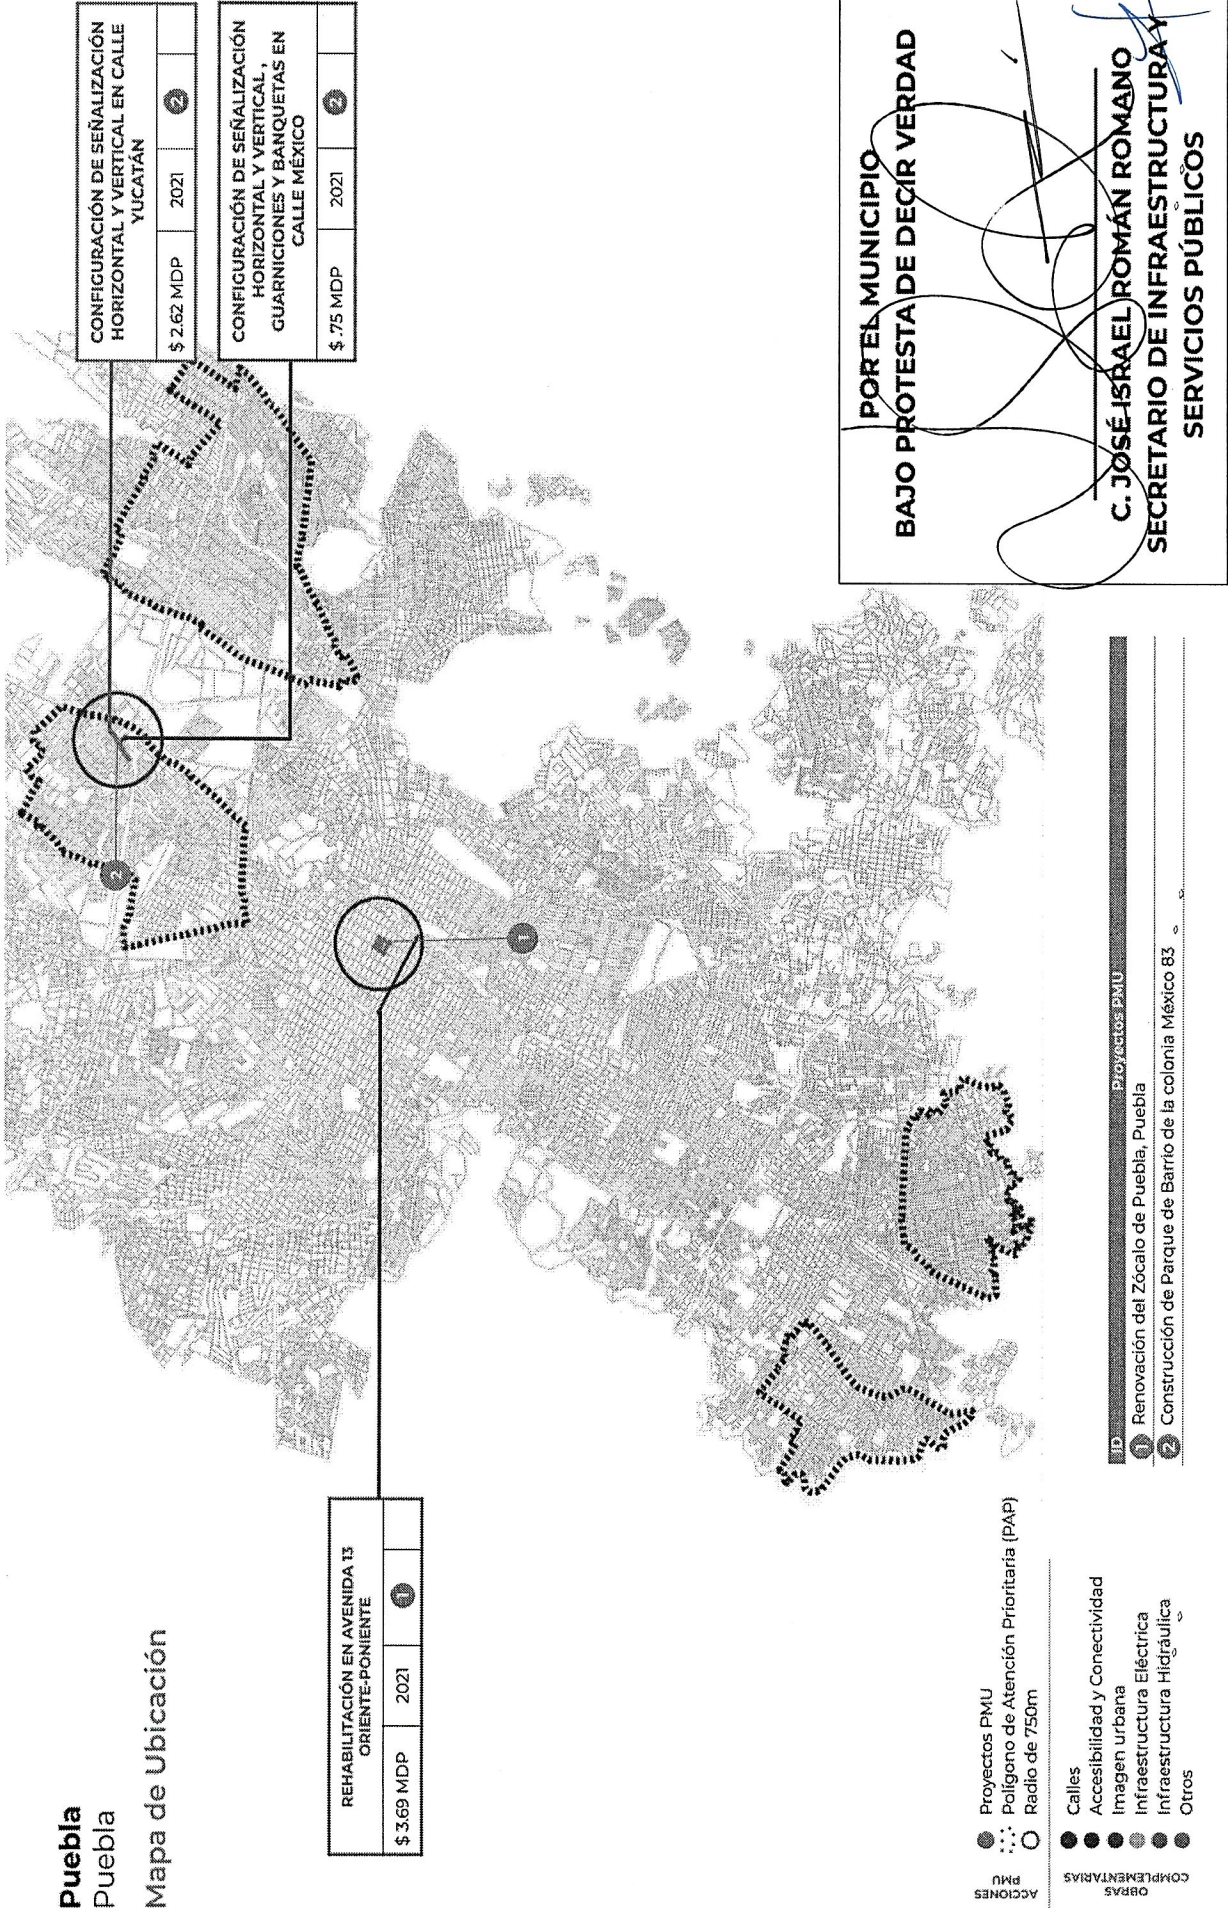 Puebla
Puebla
Mapa de Ubicación
CONFIGURACIÓN DE SEÑALIZACIÓN
HORIZONTAL Y VERTICAL EN CALLE
YUCATÁN
$ 2.62 MDP 2021 2
CONFIGURACIÓN DE SEÑALIZACIÓN
HORIZONTAL Y VERTICAL ,
GUARNICIONES Y BANQUETAS EN
CALLE MÉXICO
$ .75 MDP 2021 2
REHABILITACIÓN EN AVENIDA 13
ORIENTE-PONIENTE
$ 3.69 MDP 2021 1
2
1
ACCIONES
PMU
Proyectos PMU
Polígono de Atención Prioritaria (PAP)
Radio de 750m
OBRAS
COMPLEMENTARIAS
Calles
Accesibilidad y Conectividad
Imagen urbana
Infraestructura Eléctrica
Infraestructura Hidráulica
Otros
ID Proyectos PMU
1 Renovación del Zócalo de Puebla, Puebla
2 Construcción de Parque de Barrio de la colonia México 83
POR EL MUNICIPIO
BAJO PROTESTA DE DECIR VERDAD
C. JOSÉ ISRAEL ROMÁN ROMANO
SECRETARIO DE INFRAESTRUCTURA Y
SERVICIOS PÚBLICOS